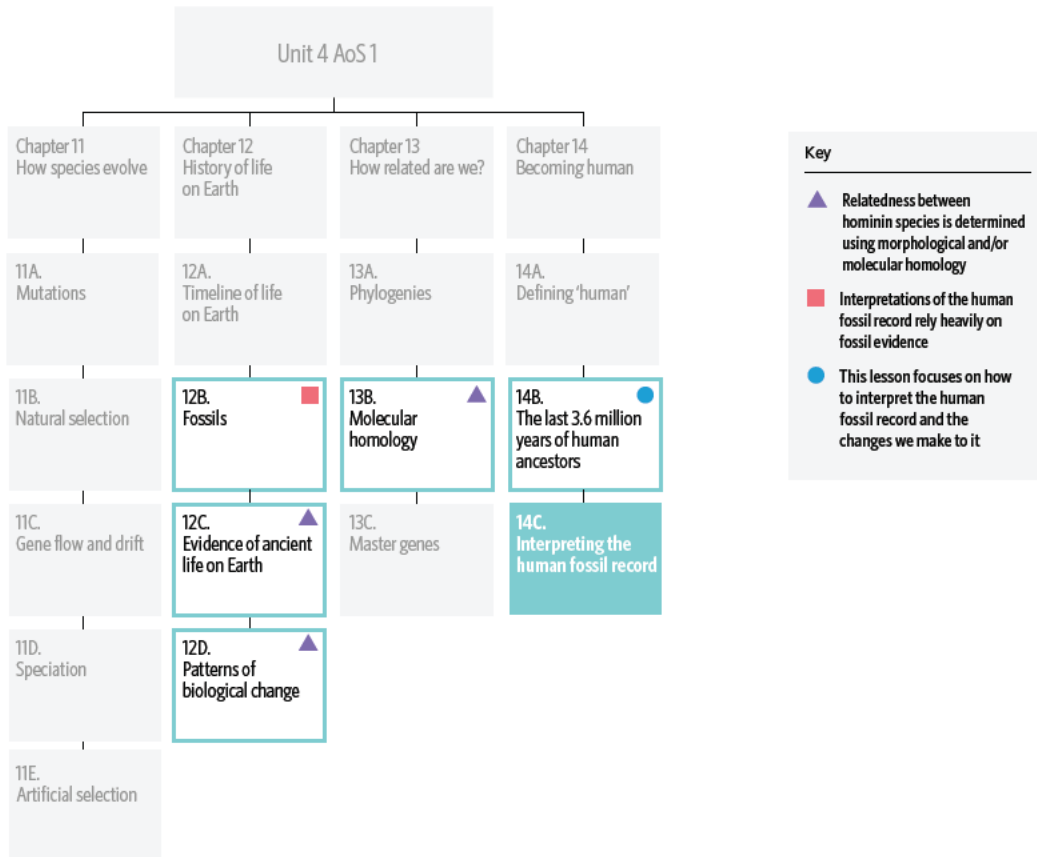 Unit 4 AoS 1
Chapter 11
How species evolve
Chapter 12
History of life
on Earth
Chapter 13
How related are we?
Chapter 14
Becoming human
11A.
Mutations
12A.
Timeline of life
on Earth
13A.
Phylogenies
14A.
Defining ‘human’
11B.
Natural selection
12B.
Fossils
13B.
Molecular
homology
14B.
The last 3.6 million
years of human
ancestors
11C.
Gene flow and drift
12C.
Evidence of ancient
life on Earth
13C.
Master genes
14C.
Interpreting the
human fossil record
11D.
Speciation
12D.
Patterns of
biological change
11E.
Artificial selection
Key
Relatedness between
hominin species is determined
using morphological and/or
molecular homology
Interpretations of the human
fossil record rely heavily on
fossil evidence
This lesson focuses on how
to interpret the human
fossil record and the
changes we make to it